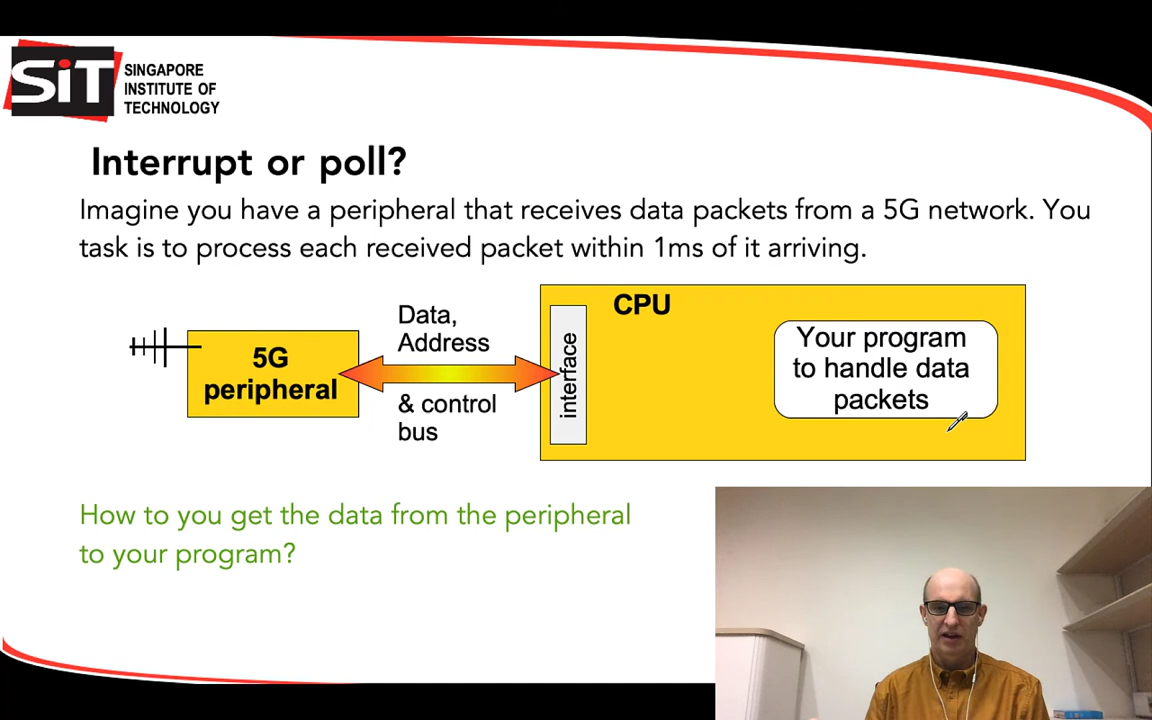 SiT
SINGAPORE
INSTITUTE OF
TECHNOLOGY
Interrupt or poll?
Imagine you have a peripheral that receives data packets from a 5G network. You
task is to process each received packet within 1ms of it arriving.
5G
peripheral
Data,
Address
& control
bus
interface
CPU
Your program
to handle data
packets
How to you get the data from the peripheral
to your program?